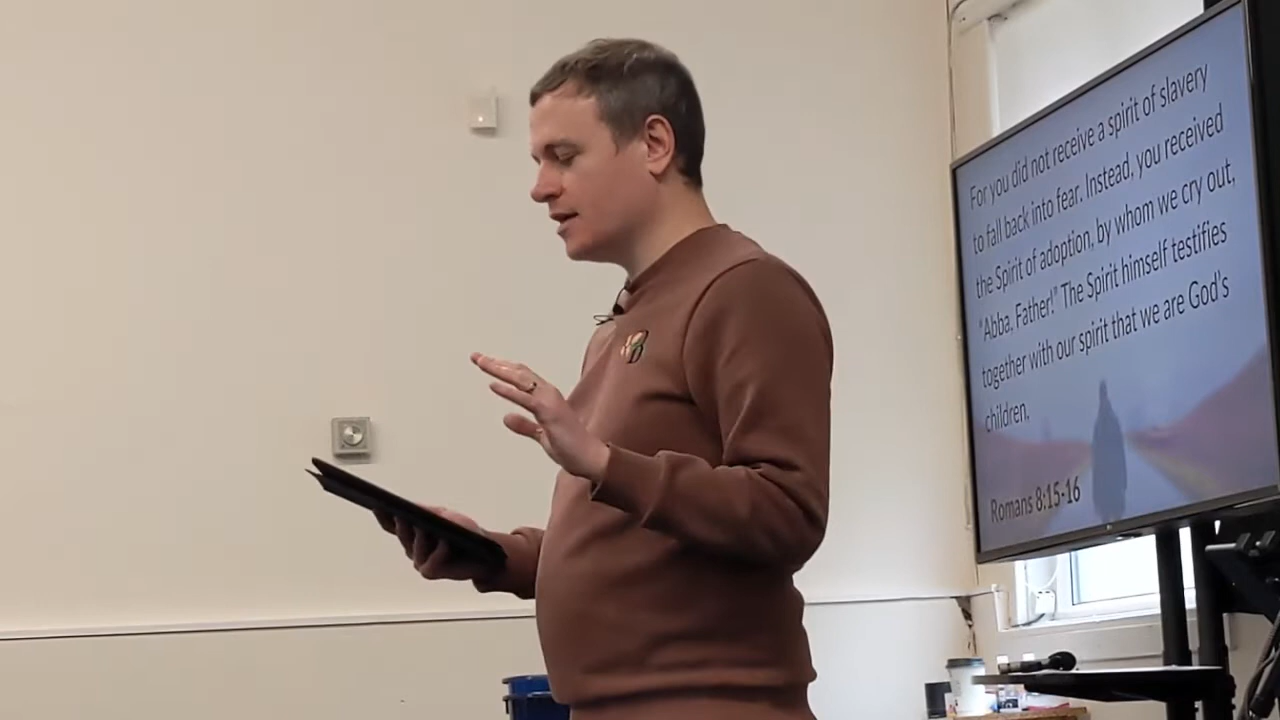 For you did not receive a spirit of slavery
to fall back into fear. Instead, you received
the Spirit of adoption, by whom we cry out,
“Abba, Father!” The Spirit himself testifies
together with our spirit that we are God’s
children.
Romans 8:15-16